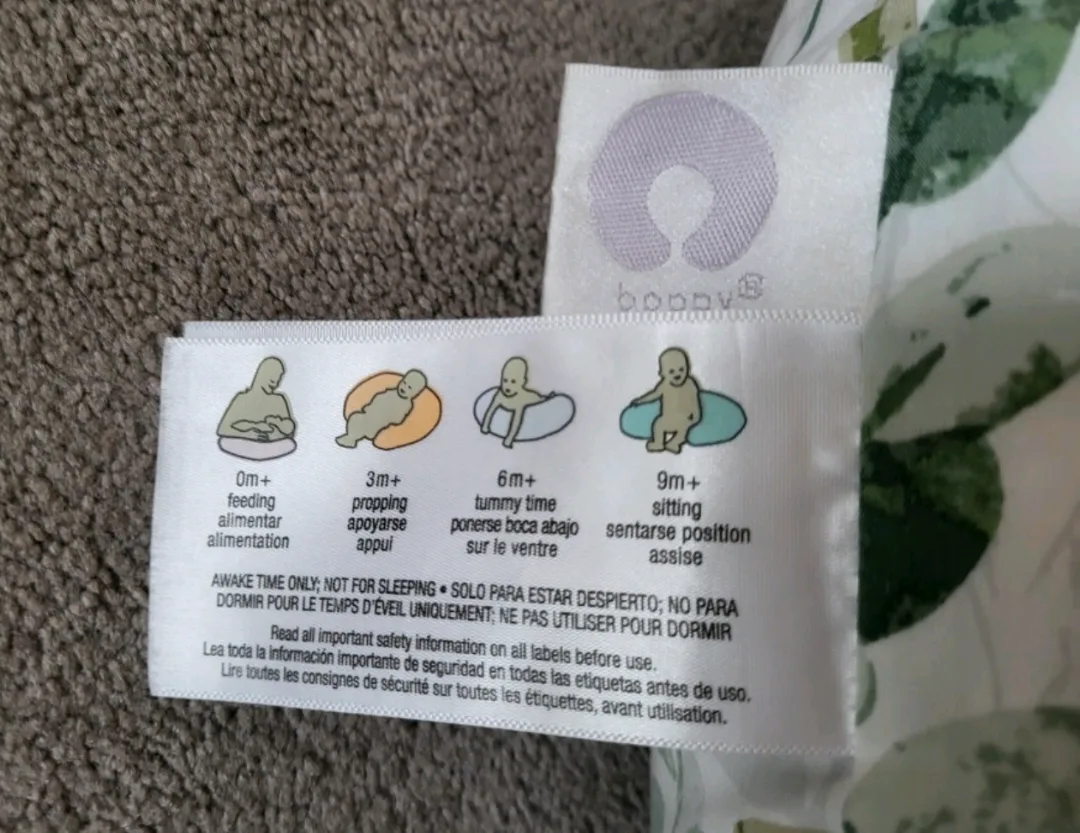 boppy®
0m+
feeding
alimentar
alimentation
3m+
propping
apoyarse
appui
6m+
tummy time
ponerse boca abajo
sur le ventre
9m+
sitting
sentarse position
assise
AWAKE TIME ONLY; NOT FOR SLEEPING • SOLO PARA ESTAR DESPIERTO; NO PARA
DORMIR POUR LE TEMPS D'ÉVEIL UNIQUEMENT; NE PAS UTILISER POUR DORMIR
Read all important safety information on all labels before use.
Lea toda la información importante de seguridad en todas las etiquetas antes de uso.
Lire toutes les consignes de sécurité sur toutes les étiquettes, avant utilisation.